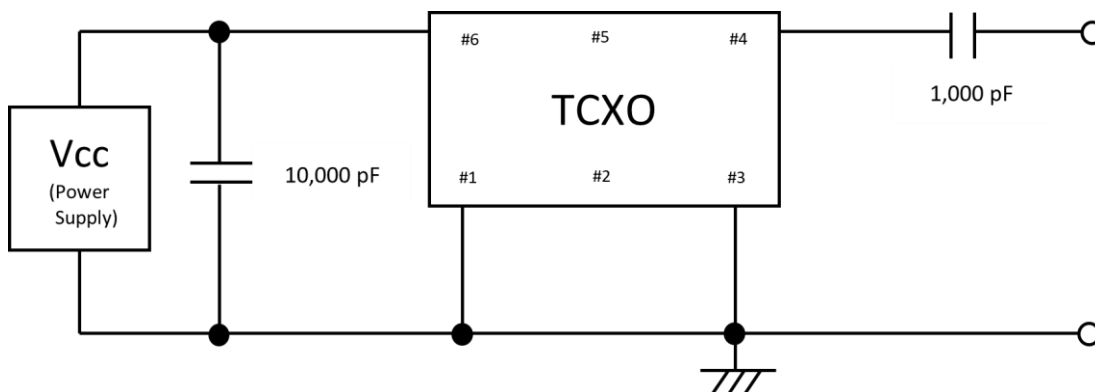 #6 #5 #4
TCXO
1,000 pF
Vcc
(Power
Supply)
10,000 pF
#1 #2 #3